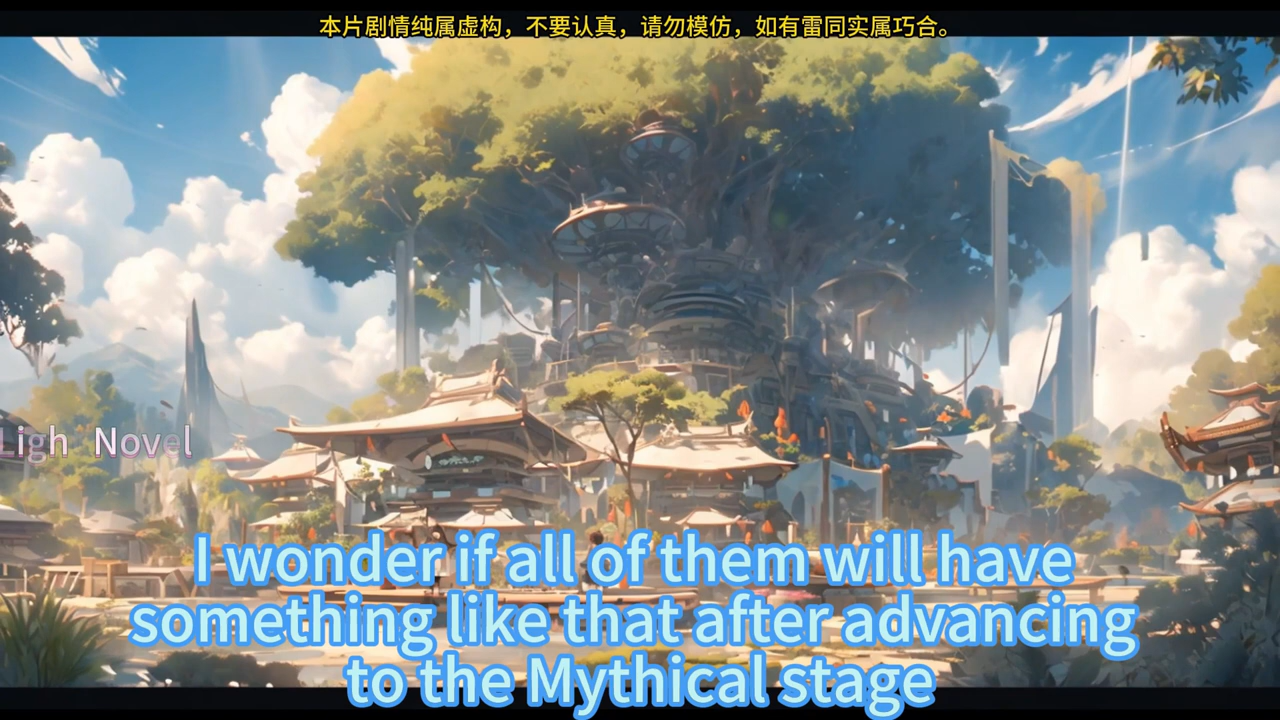 本片剧情纯属虚构，不要认真，请勿模仿，如有雷同实属巧合。
Ligh Novel
I wonder if all of them will have
something like that after advancing
to the Mythical stage